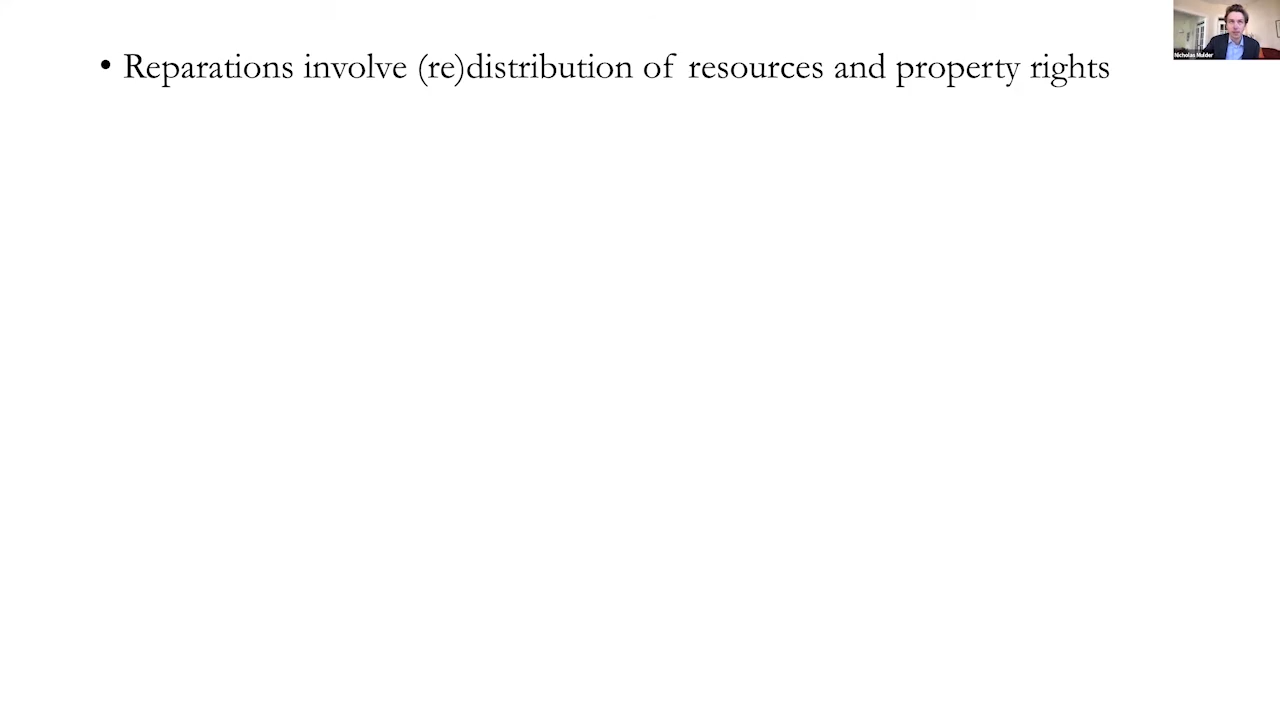 • Reparations involve (re)distribution of resources and property rights
Nicholas Mulder